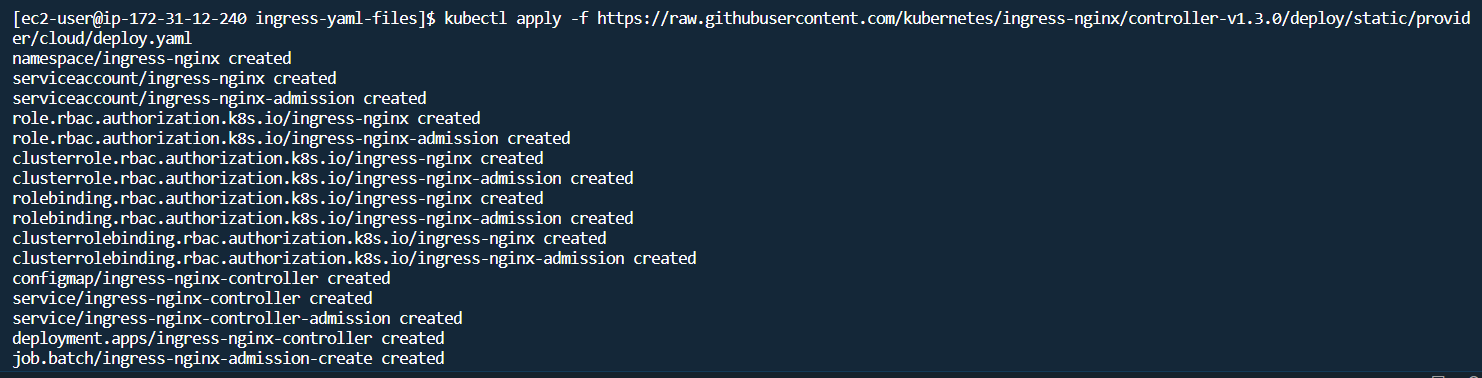 [ec2-user@ip-172-31-12-240 ingress-yaml-files]$ kubectl apply -f https://raw.githubusercontent.com/kubernetes/ingress-nginx/controller-v1.3.0/deploy/static/provid
er/cloud/deploy.yaml
namespace/ingress-nginx created
serviceaccount/ingress-nginx created
serviceaccount/ingress-nginx-admission created
role.rbac.authorization.k8s.io/ingress-nginx created
role.rbac.authorization.k8s.io/ingress-nginx-admission created
clusterrole.rbac.authorization.k8s.io/ingress-nginx created
clusterrole.rbac.authorization.k8s.io/ingress-nginx-admission created
rolebinding.rbac.authorization.k8s.io/ingress-nginx created
rolebinding.rbac.authorization.k8s.io/ingress-nginx-admission created
clusterrolebinding.rbac.authorization.k8s.io/ingress-nginx created
clusterrolebinding.rbac.authorization.k8s.io/ingress-nginx-admission created
configmap/ingress-nginx-controller created
service/ingress-nginx-controller created
service/ingress-nginx-controller-admission created
deployment.apps/ingress-nginx-controller created
job.batch/ingress-nginx-admission-create created